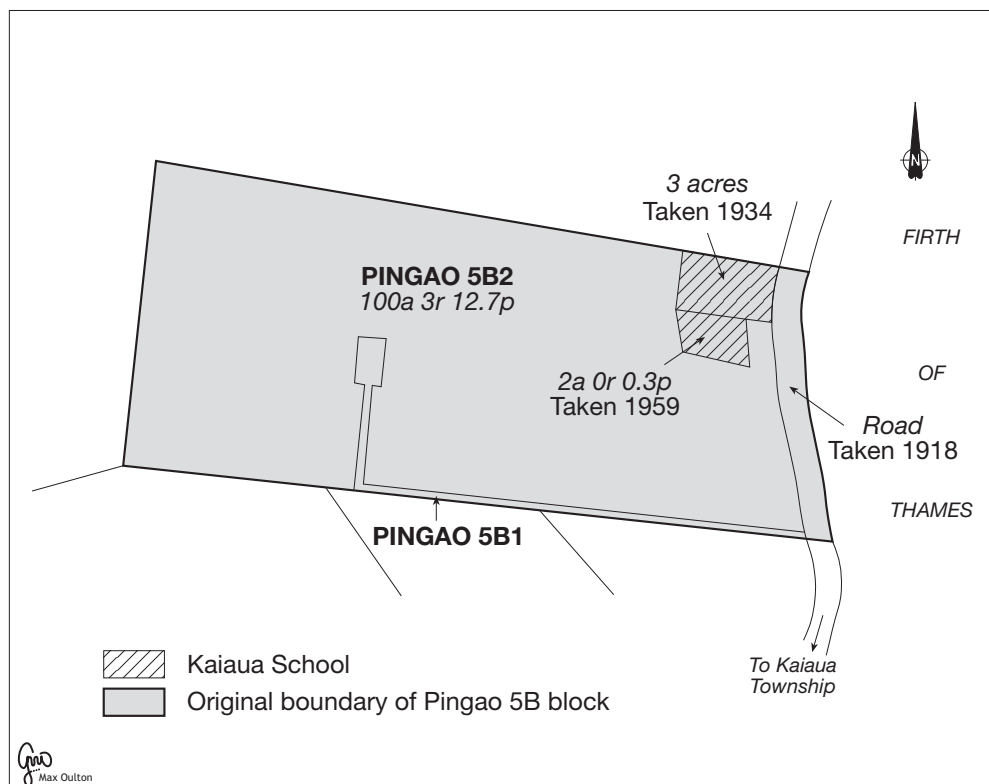 3 acres
Taken 1934
N
FIRTH
PINGAO 5B2
100a 3r 12.7p
OF
2a 0r 0.3p
Taken 1959
Road
Taken 1918
THAMES
PINGAO 5B1
Kaiaua School
To Kaiaua
Township
Original boundary of Pingao 5B block
Max Oulton